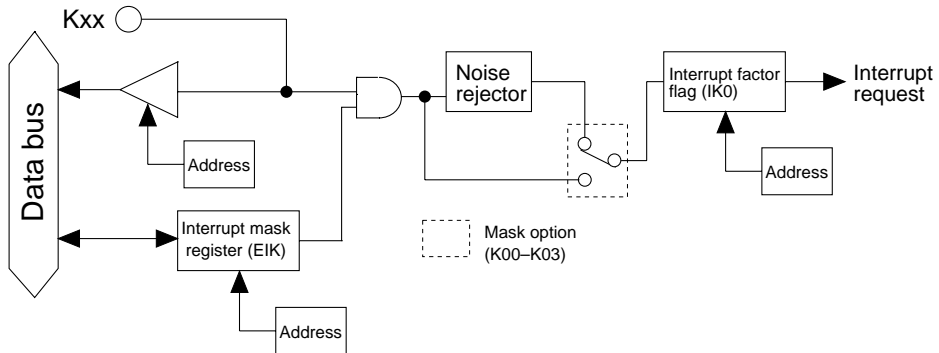 Kxx
Data bus
Address
Interrupt mask
register (EIK)
Address
Noise
rejector
Mask option
(K00–K03)
Interrupt factor
flag (IK0)
Address
Interrupt
request